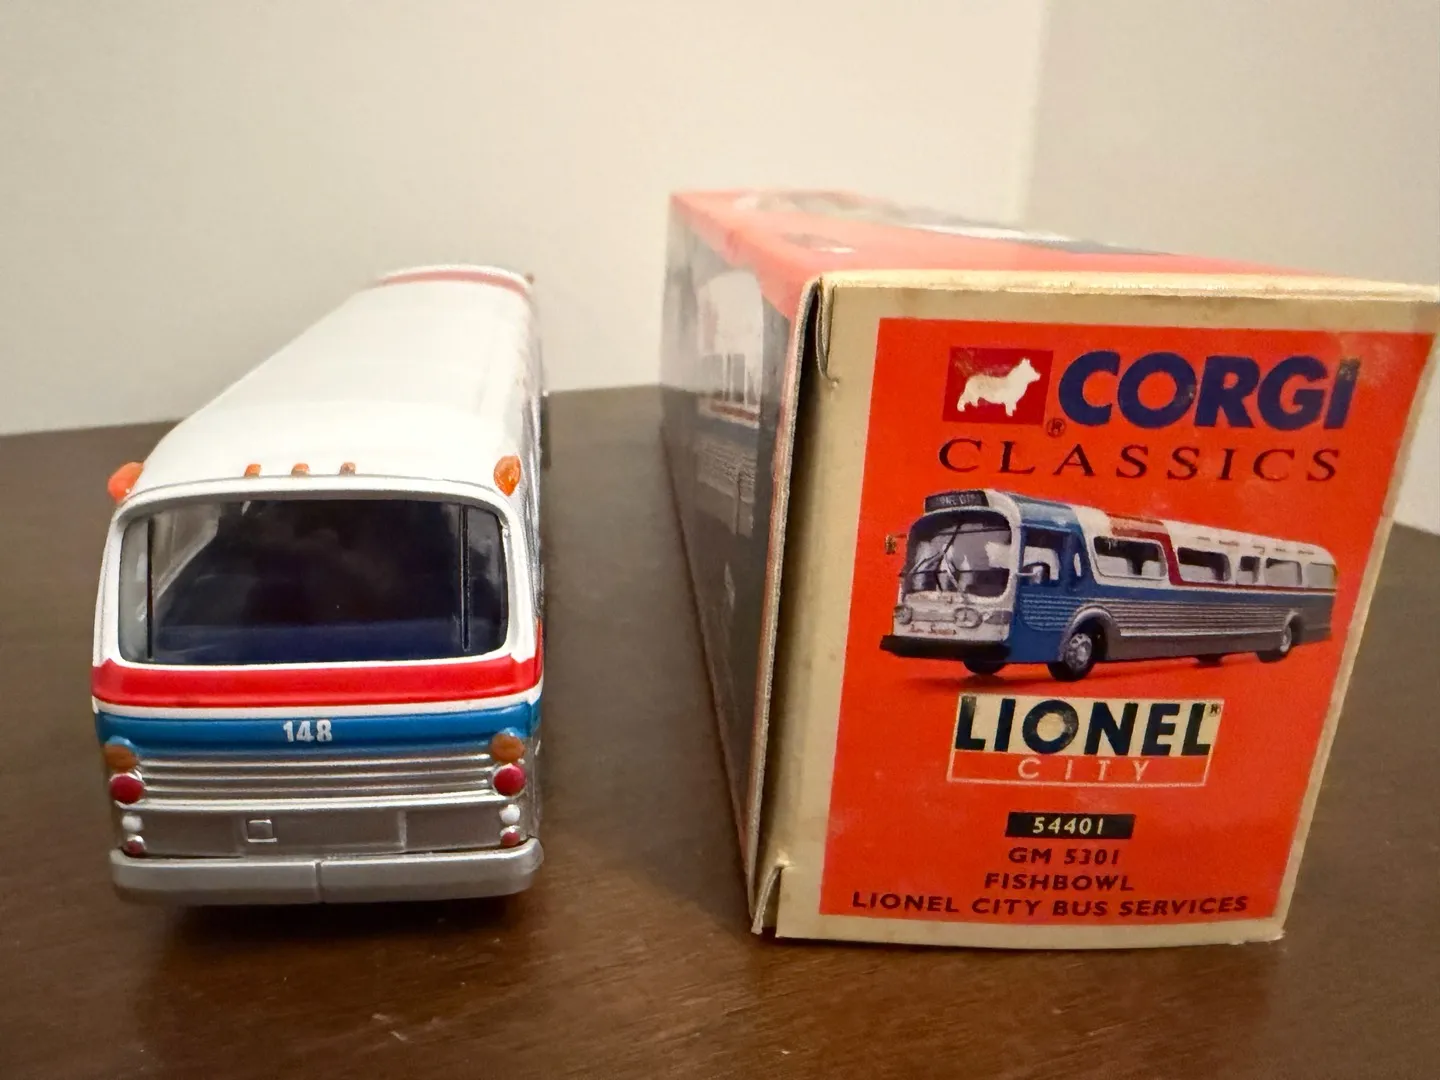 148
CORGI®
CLASSICS
LIONEL®
CITY
54401
GM 5301
FISHBOWL
LIONEL CITY BUS SERVICES